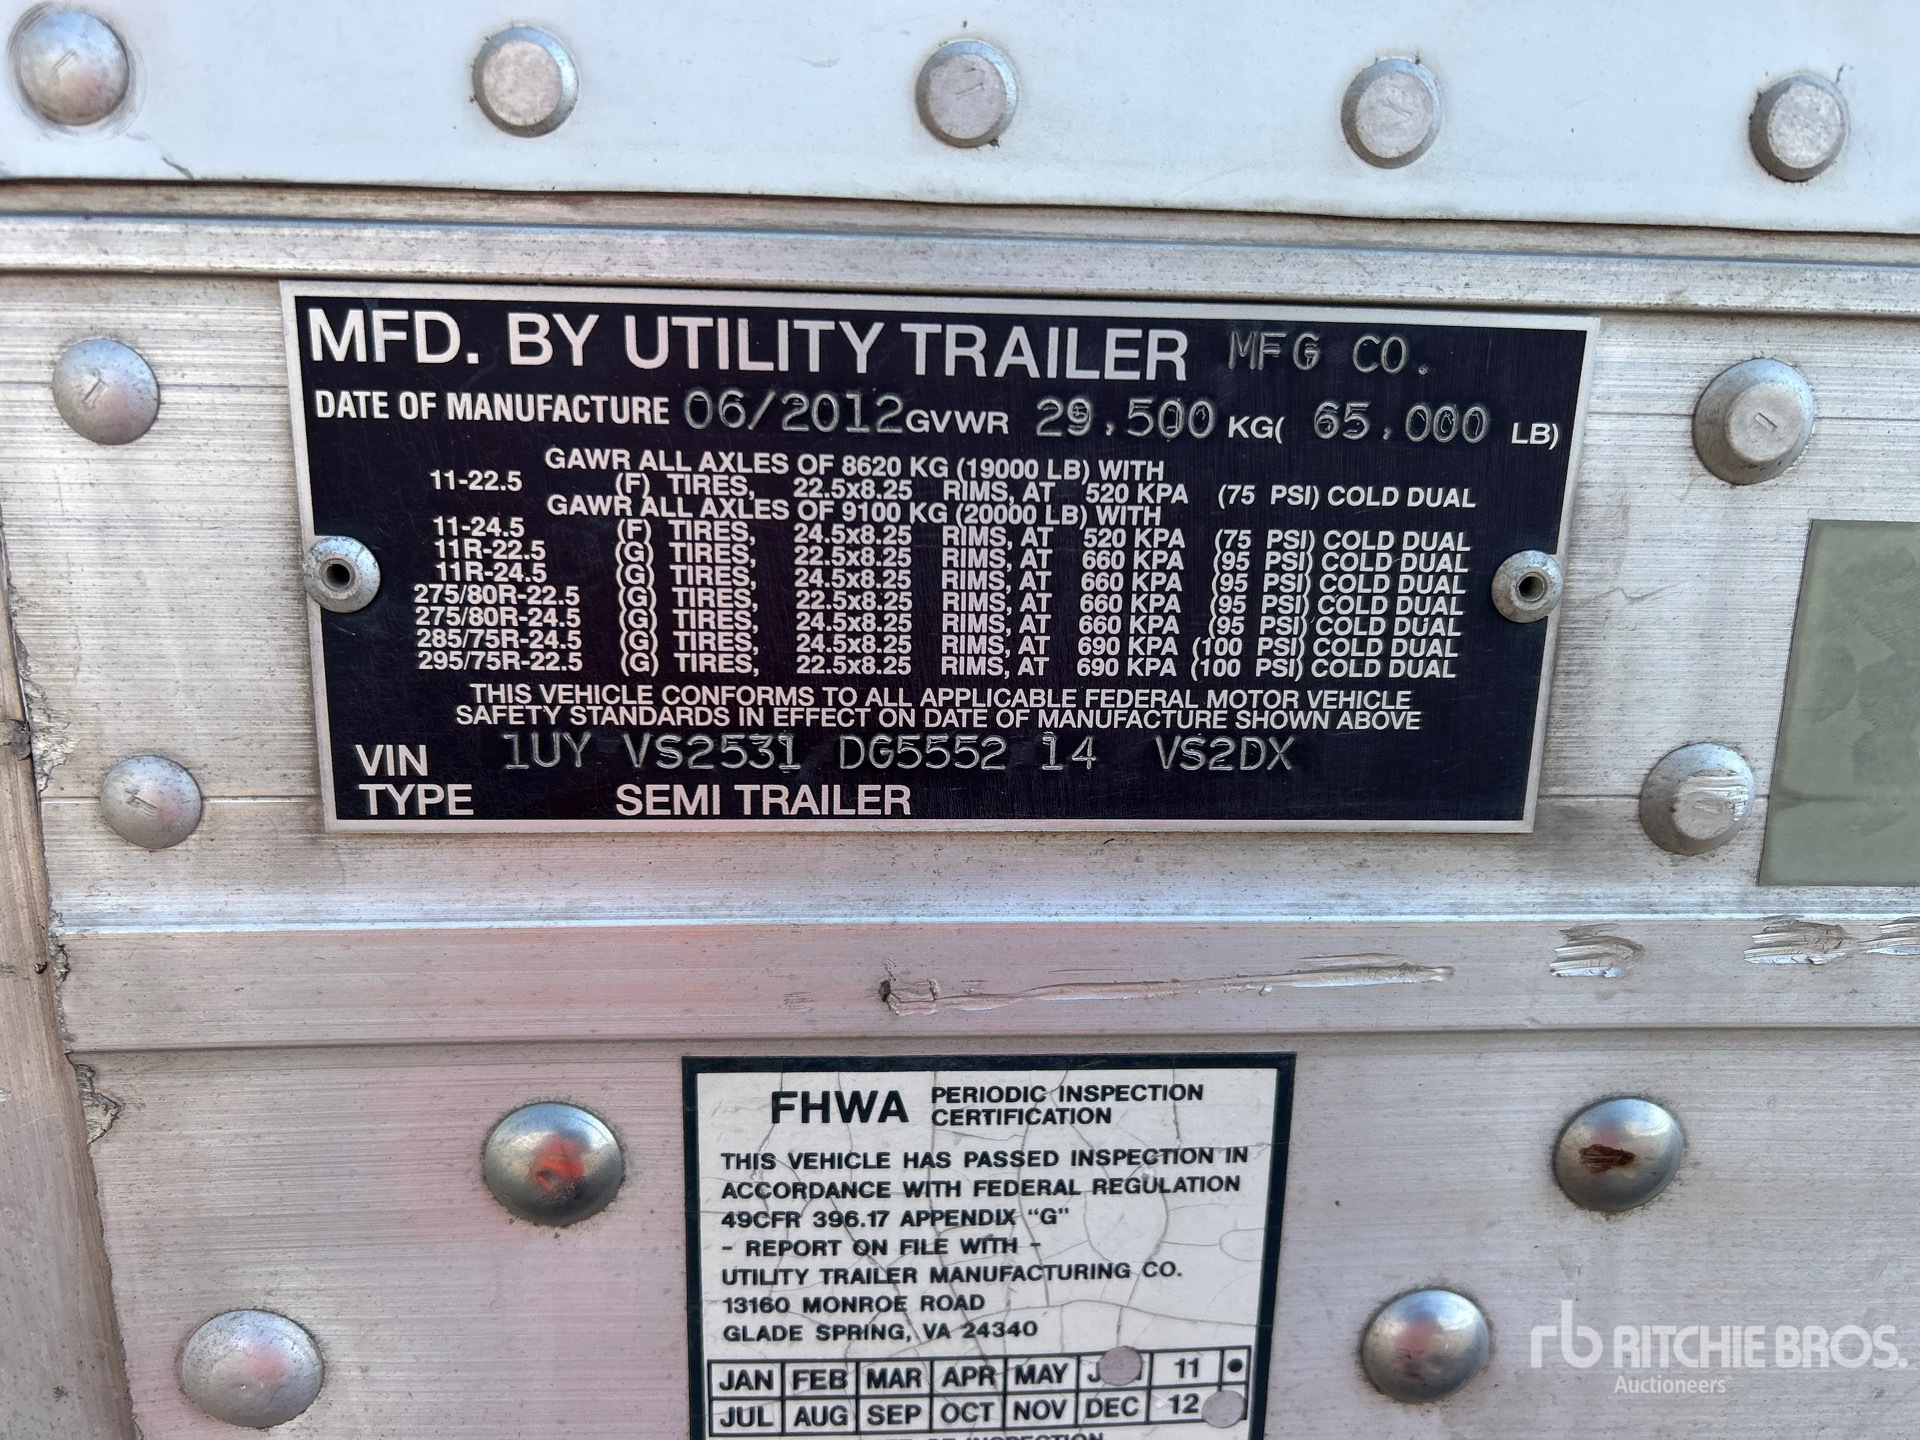 MFD. BY UTILITY TRAILER MFG CO.
DATE OF MANUFACTURE 06/2012 GVWR 29,500 KG( 65,000 LB)
GAWR ALL AXLES OF 8620 KG (19000 LB) WITH
11-22.5 (F) TIRES, 22.5x8.25 RIMS, AT 520 KPA (75 PSI) COLD DUAL
GAWR ALL AXLES OF 9100 KG (20000 LB) WITH
11-24.5 (F) TIRES, 24.5x8.25 RIMS, AT 520 KPA (75 PSI) COLD DUAL
11R-22.5 (G) TIRES, 22.5x8.25 RIMS, AT 660 KPA (95 PSI) COLD DUAL
11R-24.5 (G) TIRES, 24.5x8.25 RIMS, AT 660 KPA (95 PSI) COLD DUAL
275/80R-22.5 (G) TIRES, 22.5x8.25 RIMS, AT 660 KPA (95 PSI) COLD DUAL
275/80R-24.5 (G) TIRES, 24.5x8.25 RIMS, AT 660 KPA (95 PSI) COLD DUAL
285/75R-24.5 (G) TIRES, 24.5x8.25 RIMS, AT 690 KPA (100 PSI) COLD DUAL
295/75R-22.5 (G) TIRES, 22.5x8.25 RIMS, AT 690 KPA (100 PSI) COLD DUAL
THIS VEHICLE CONFORMS TO ALL APPLICABLE FEDERAL MOTOR VEHICLE
SAFETY STANDARDS IN EFFECT ON DATE OF MANUFACTURE SHOWN ABOVE
VIN 1UY VS2531 DG5552 14 VS2DX
TYPE SEMI TRAILER
FHWA PERIODIC INSPECTION
CERTIFICATION
THIS VEHICLE HAS PASSED INSPECTION IN
ACCORDANCE WITH FEDERAL REGULATION
49CFR 396.17 APPENDIX "G"
- REPORT ON FILE WITH -
UTILITY TRAILER MANUFACTURING CO.
13160 MONROE ROAD
GLADE SPRING, VA 24340
JAN FEB MAR APR MAY 11
JUL AUG SEP OCT NOV DEC 12
rb RITCHIE BROS.
Auctioneers